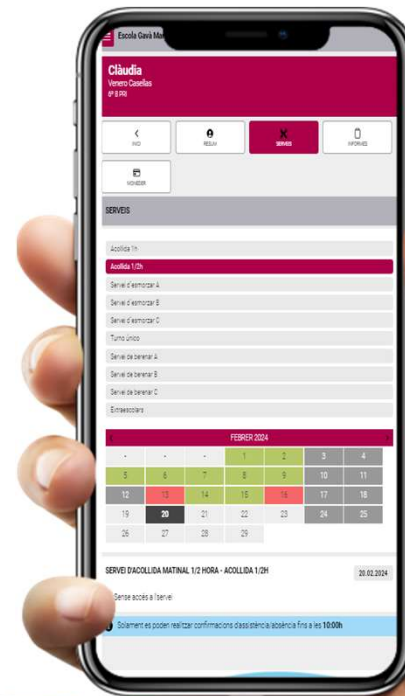 Escola Gavà Mar
Clàudia
Venero Casellas
6º B PRI
INICI
RESUM
SERVEIS
INFORMES
MONEDER
SERVEIS
Acollida 1h
Acollida 1/2h
Servei d'esmorzar A
Servei d'esmorzar B
Servei d'esmorzar C
Turno único
Servei de berenar A
Servei de berenar B
Servei de berenar C
Extraescolars
< FEBRER 2024 >
- - - 1 2 3 4
5 6 7 8 9 10 11
12 13 14 15 16 17 18
19 20 21 22 23 24 25
26 27 28 29
SERVEI D'ACOLLIDA MATINAL 1/2 HORA - ACOLLIDA 1/2H
20.02.2024
Sense accés a l'servei
Solament es poden realitzar confirmacions d'assistència/absència fins a les 10:00h